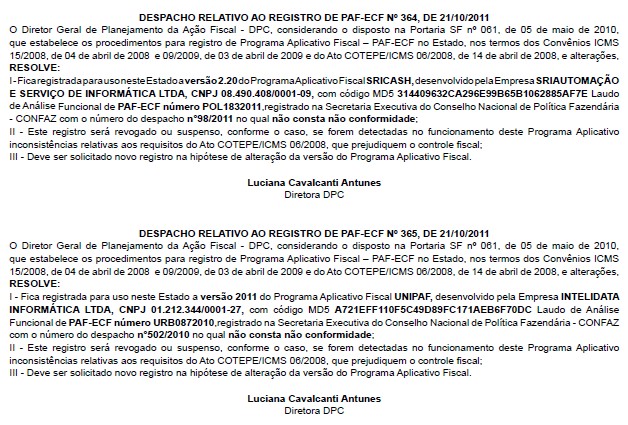 DESPACHO RELATIVO AO REGISTRO DE PAF-ECF Nº 364, DE 21/10/2011
O Diretor Geral de Planejamento da Ação Fiscal - DPC, considerando o disposto na Portaria SF nº 061, de 05 de maio de 2010,
que estabelece os procedimentos para registro de Programa Aplicativo Fiscal – PAF-ECF no Estado, nos termos dos Convênios ICMS
15/2008, de 04 de abril de 2008 e 09/2009, de 03 de abril de 2009 e do Ato COTEPE/ICMS 06/2008, de 14 de abril de 2008, e alterações,
RESOLVE:
I - Fica registrada para uso neste Estado a versão 2.20 do Programa Aplicativo Fiscal SRICASH, desenvolvido pela Empresa SRIAUTOMAÇÃO
E SERVIÇO DE INFORMÁTICA LTDA, CNPJ 08.490.408/0001-09, com código MD5 314409632CA296E99B65B1062885AF7E Laudo
de Análise Funcional de PAF-ECF número POL1832011,registrado na Secretaria Executiva do Conselho Nacional de Política Fazendária
- CONFAZ com o número do despacho nº98/2011 no qual não consta não conformidade;
II - Este registro será revogado ou suspenso, conforme o caso, se forem detectadas no funcionamento deste Programa Aplicativo
inconsistências relativas aos requisitos do Ato COTEPE/ICMS 06/2008, que prejudiquem o controle fiscal;
III - Deve ser solicitado novo registro na hipótese de alteração da versão do Programa Aplicativo Fiscal.
Luciana Cavalcanti Antunes
Diretora DPC
DESPACHO RELATIVO AO REGISTRO DE PAF-ECF Nº 365, DE 21/10/2011
O Diretor Geral de Planejamento da Ação Fiscal - DPC, considerando o disposto na Portaria SF nº 061, de 05 de maio de 2010,
que estabelece os procedimentos para registro de Programa Aplicativo Fiscal – PAF-ECF no Estado, nos termos dos Convênios ICMS
15/2008, de 04 de abril de 2008 e 09/2009, de 03 de abril de 2009 e do Ato COTEPE/ICMS 06/2008, de 14 de abril de 2008, e alterações,
RESOLVE:
I - Fica registrada para uso neste Estado a versão 2011 do Programa Aplicativo Fiscal UNIPAF, desenvolvido pela Empresa INTELIDATA
INFORMÁTICA LTDA, CNPJ 01.212.344/0001-27, com código MD5 A721EFF110F5C49D89FC171AEB6F70DC Laudo de Análise
Funcional de PAF-ECF número URB0872010,registrado na Secretaria Executiva do Conselho Nacional de Política Fazendária - CONFAZ
com o número do despacho nº502/2010 no qual não consta não conformidade;
II - Este registro será revogado ou suspenso, conforme o caso, se forem detectadas no funcionamento deste Programa Aplicativo
inconsistências relativas aos requisitos do Ato COTEPE/ICMS 06/2008, que prejudiquem o controle fiscal;
III - Deve ser solicitado novo registro na hipótese de alteração da versão do Programa Aplicativo Fiscal.
Luciana Cavalcanti Antunes
Diretora DPC